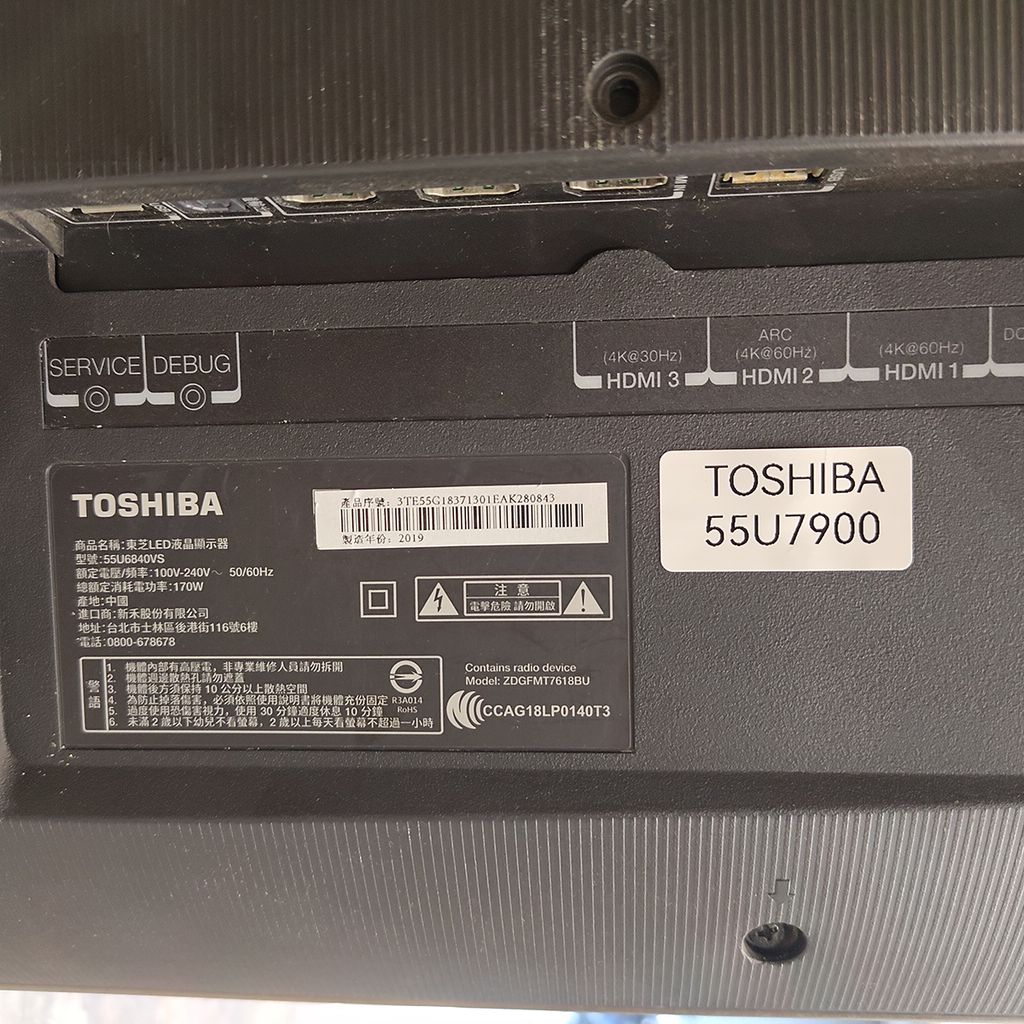 SERVICE DEBUG
(4K@30Hz)
HDMI 3
ARC
(4K@60Hz)
HDMI 2
(4K@60Hz)
HDMI 1
TOSHIBA
產品序號: 3TE55G18371301EAK280843
製造年份: 2019
商品名稱:東芝LED液晶顯示器
型號:55U6840VS
額定電壓/頻率:100V-240V～ 50/60Hz
總額定消耗電功率:170W
產地:中國
進口商:新禾股份有限公司
地址:台北市士林區後港街116號6樓
電話:0800-678678
注 意
電擊危險 請勿開啟
警語
1. 機體內部有高壓電，非專業維修人員請勿拆開
2. 機體週邊散熱孔請勿遮蓋
3. 機體後方須保持 10 公分以上散熱空間
4. 為防止掉落傷害，必須依照使用說明書將機體充份固定
5. 過度使用恐傷害視力，使用 30 分鐘適度休息 10 分鐘
6. 未滿 2 歲以下幼兒不看螢幕，2 歲以上每天看螢幕不超過一小時
R3A014
RoHS
Contains radio device
Model: ZDGFMT7618BU
CCAG18LP0140T3
TOSHIBA
55U7900